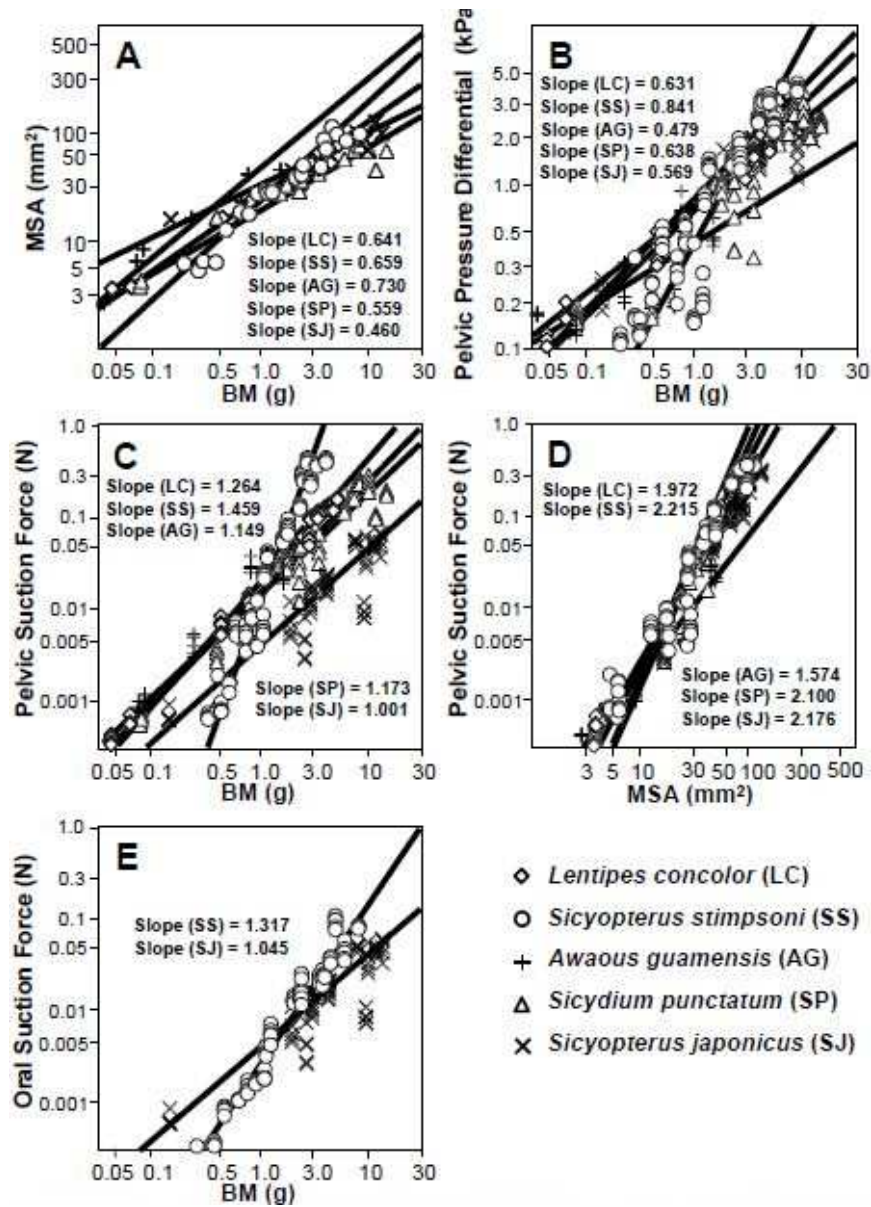 A
MSA (mm²)
500
300
100
50
30
10
5
3
Slope (LC) = 0.641
Slope (SS) = 0.659
Slope (AG) = 0.730
Slope (SP) = 0.559
Slope (SJ) = 0.460
0.05 0.1 0.5 1.0 3.0 10 30
BM (g)
B
Pelvic Pressure Differential (kPa)
5.0
3.0
2.0
1.0
0.5
0.3
0.2
0.1
Slope (LC) = 0.631
Slope (SS) = 0.841
Slope (AG) = 0.479
Slope (SP) = 0.638
Slope (SJ) = 0.569
0.05 0.1 0.5 1.0 3.0 10 30
BM (g)
C
Pelvic Suction Force (N)
1.0
0.3
0.1
0.05
0.01
0.005
0.001
Slope (LC) = 1.264
Slope (SS) = 1.459
Slope (AG) = 1.149
Slope (SP) = 1.173
Slope (SJ) = 1.001
0.05 0.1 0.5 1.0 3.0 10 30
BM (g)
D
Pelvic Suction Force (N)
1.0
0.3
0.1
0.05
0.01
0.005
0.001
Slope (LC) = 1.972
Slope (SS) = 2.215
Slope (AG) = 1.574
Slope (SP) = 2.100
Slope (SJ) = 2.176
3 5 10 30 50 100 300 500
MSA (mm²)
E
Oral Suction Force (N)
1.0
0.3
0.1
0.05
0.01
0.005
0.001
Slope (SS) = 1.317
Slope (SJ) = 1.045
0.05 0.1 0.5 1.0 3.0 10 30
BM (g)
Lentipes concolor (LC)
Sicyopterus stimpsoni (SS)
Awaous guamensis (AG)
Sicydium punctatum (SP)
Sicyopterus japonicus (SJ)